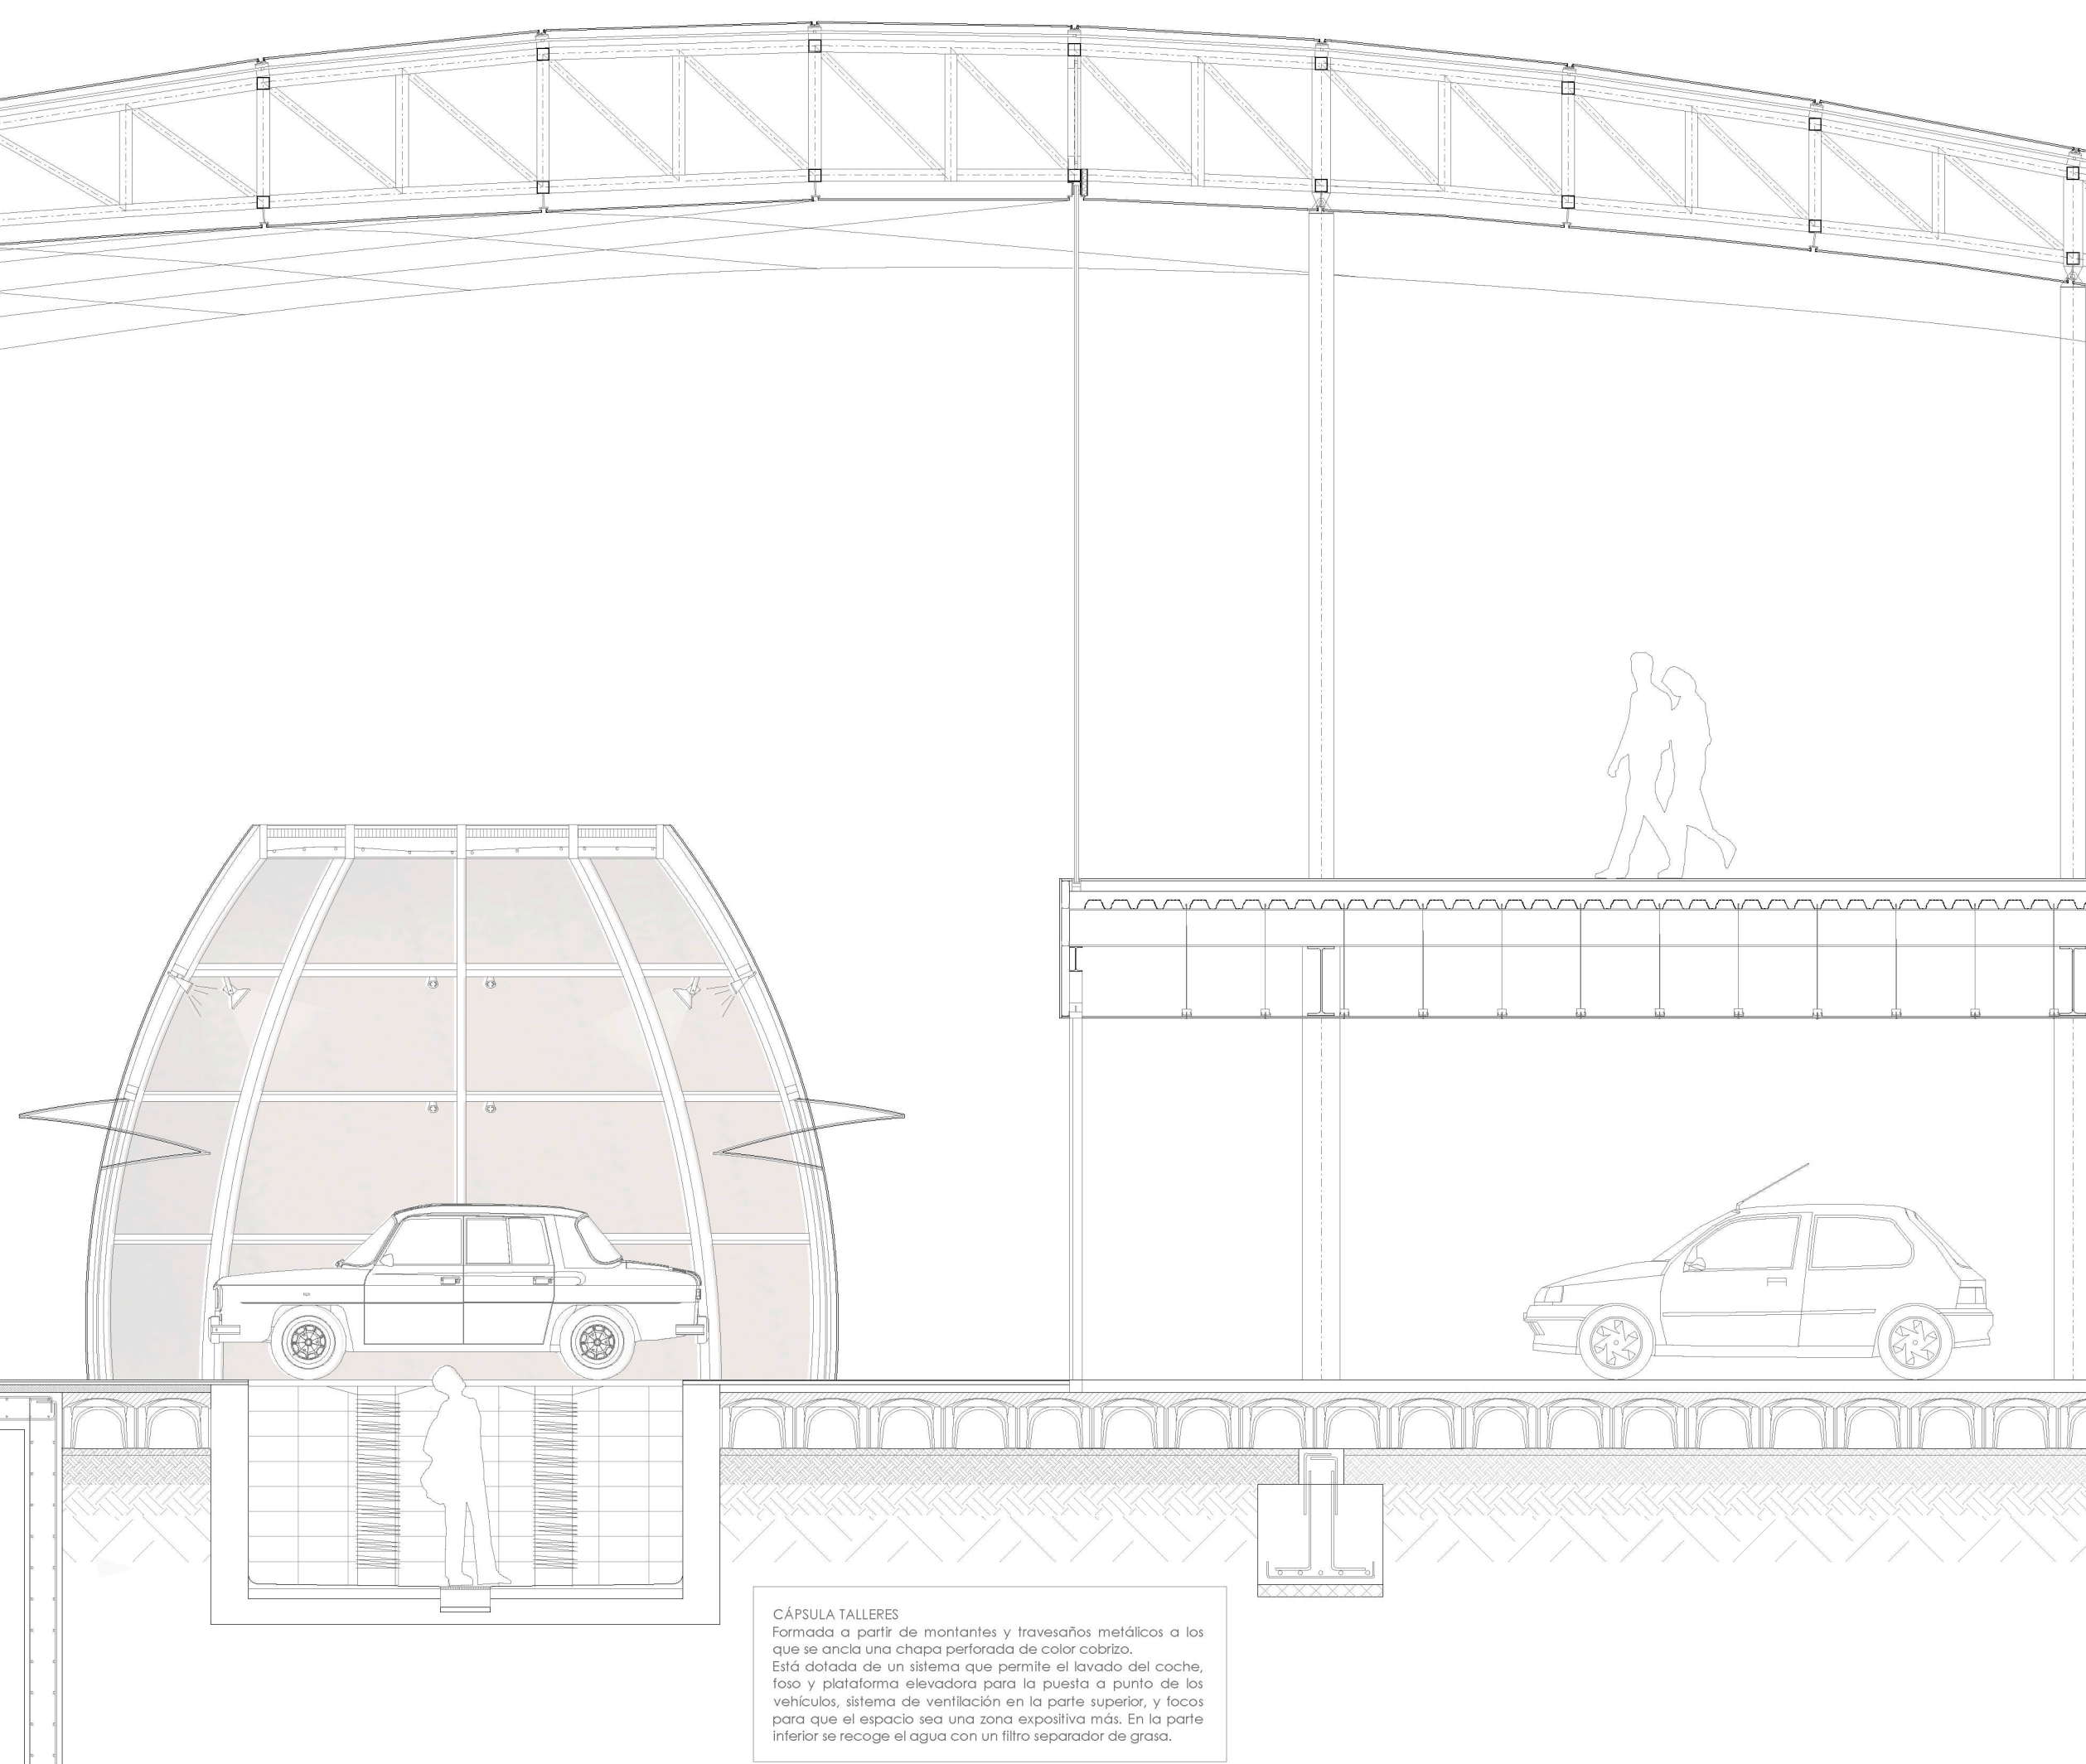 CÁPSULA TALLERES
Formada a partir de montantes y travesaños metálicos a los
que se ancla una chapa perforada de color cobrizo.
Está dotada de un sistema que permite el lavado del coche,
foso y plataforma elevadora para la puesta a punto de los
vehículos, sistema de ventilación en la parte superior, y focos
para que el espacio sea una zona expositiva más. En la parte
inferior se recoge el agua con un filtro separador de grasa.